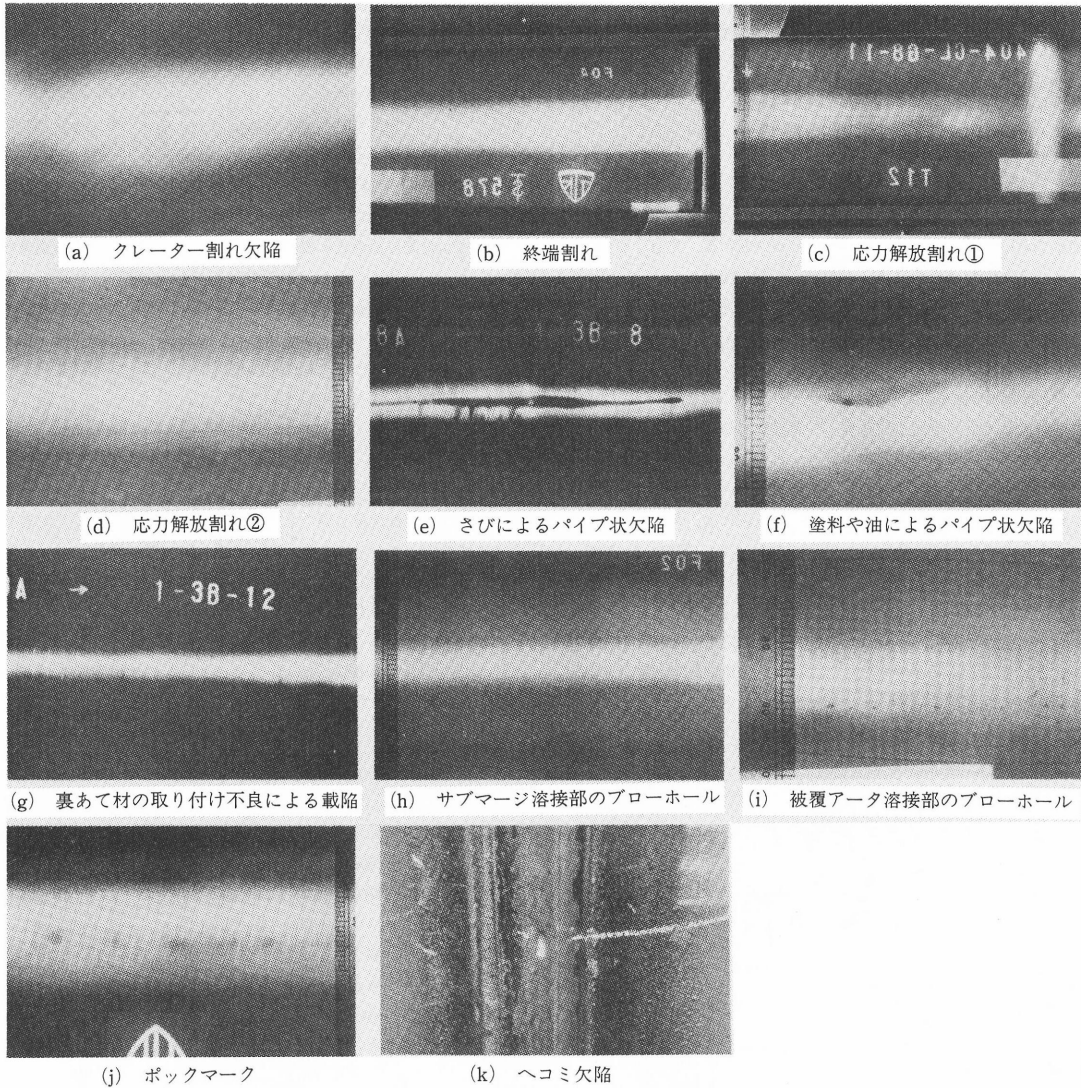 F04
$578
404-CL-G8-11
T12
(a) クレーター割れ欠陥
(b) 終端割れ
(c) 応力解放割れ①
8A
3B-8
(d) 応力解放割れ②
(e) さびによるパイプ状欠陥
(f) 塗料や油によるパイプ状欠陥
A → 1-3B-12
F02
(g) 裏あて材の取り付け不良による載陥
(h) サブマージ溶接部のブローホール
(i) 被覆アータ溶接部のブローホール
(j) ポックマーク
(k) ヘコミ欠陥